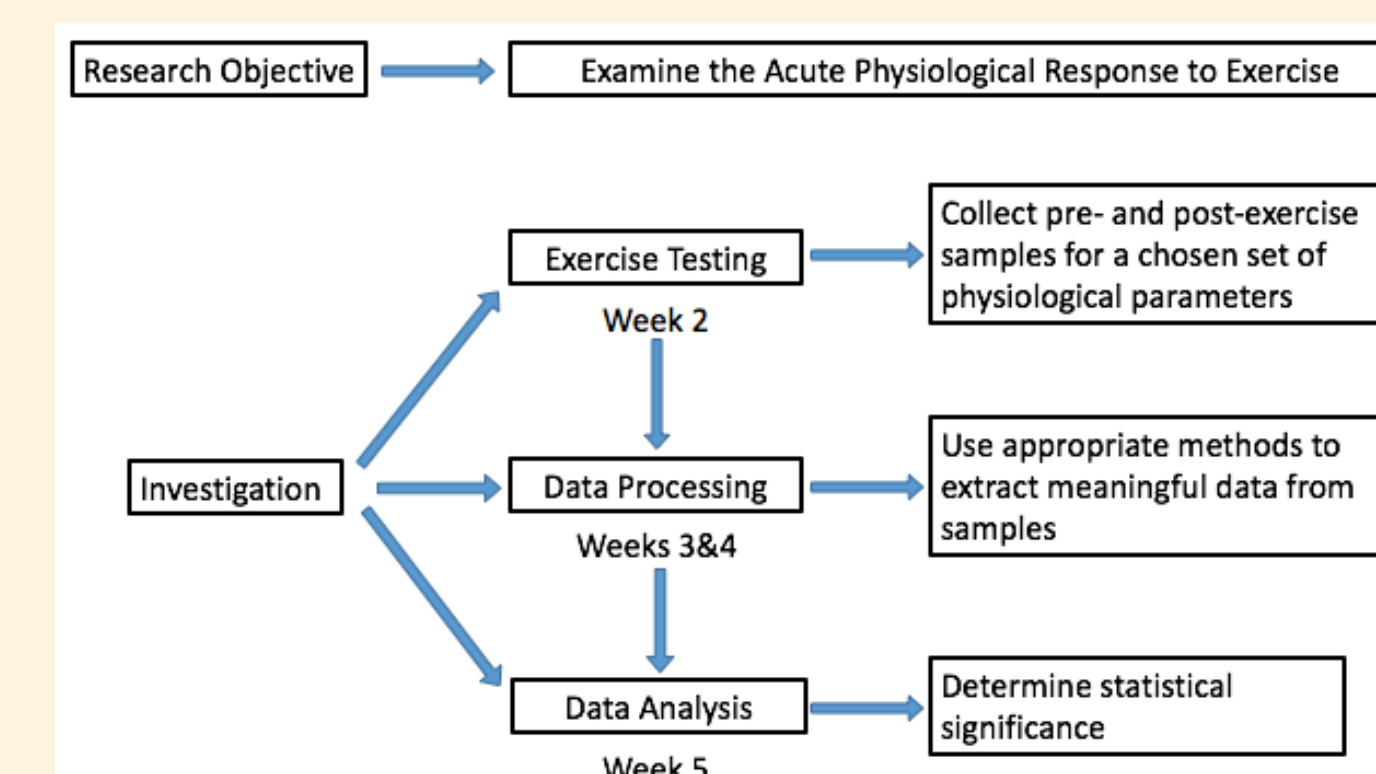 Research Objective
Examine the Acute Physiological Response to Exercise
Exercise Testing
Week 2
Collect pre- and post-exercise
samples for a chosen set of
physiological parameters
Investigation
Data Processing
Weeks 3&4
Use appropriate methods to
extract meaningful data from
samples
Data Analysis
Week 5
Determine statistical
significance